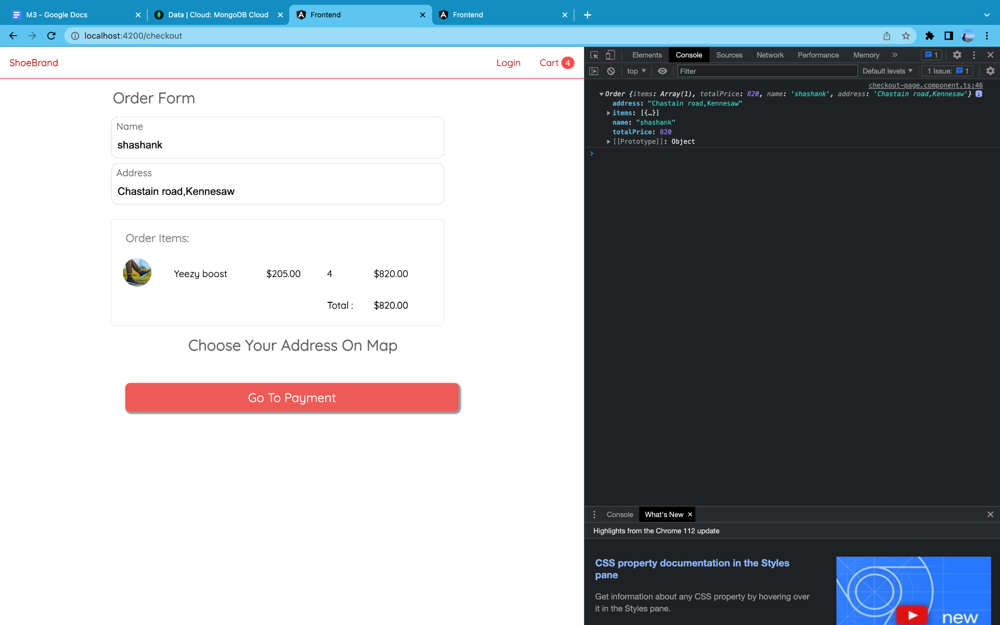 M3 - Google Docs
Data | Cloud: MongoDB Cloud
Frontend
Frontend
localhost:4200/checkout
ShoeBrand
Login
Cart 4
Order Form
Name
shashank
Address
Chastain road,Kennesaw
Order Items:
Yeezy boost $205.00 4 $820.00
Total : $820.00
Choose Your Address On Map
Go To Payment
Elements Console Sources Network Performance Memory 1
top Filter Default levels 1 Issue: 1
checkout-page.component.ts:46
Order {items: Array(1), totalPrice: 820, name: 'shashank', address: 'Chastain road,Kennesaw'} i
address: "Chastain road,Kennesaw"
items: [{…}]
name: "shashank"
totalPrice: 820
[[Prototype]]: Object
Console What's New
Highlights from the Chrome 112 update
CSS property documentation in the Styles
pane
Get information about any CSS property by hovering over
it in the Styles pane.
new